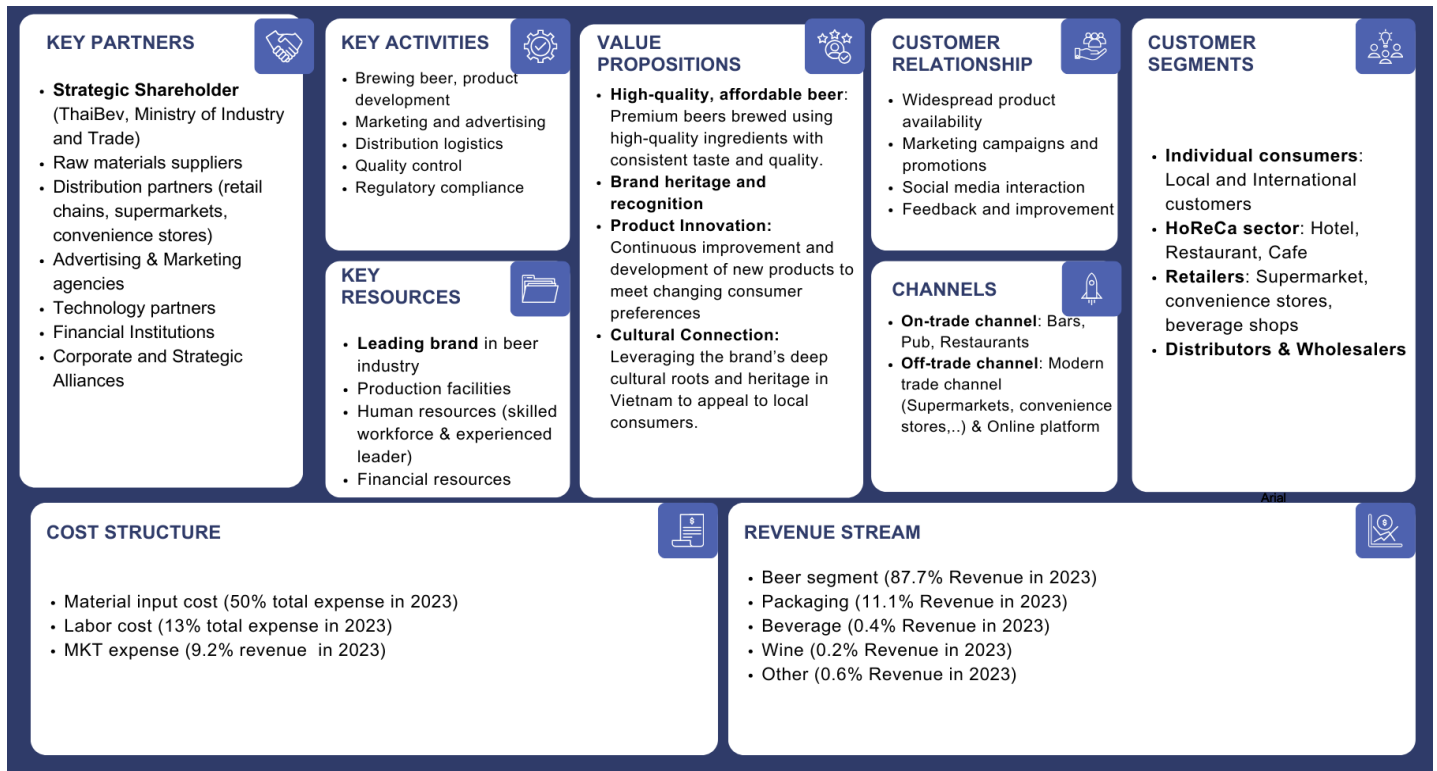 KEY PARTNERS
• Strategic Shareholder
(ThaiBev, Ministry of Industry
and Trade)
• Raw materials suppliers
• Distribution partners (retail
chains, supermarkets,
convenience stores)
• Advertising & Marketing
agencies
• Technology partners
• Financial Institutions
• Corporate and Strategic
Alliances
KEY ACTIVITIES
• Brewing beer, product
development
• Marketing and advertising
• Distribution logistics
• Quality control
• Regulatory compliance
KEY
RESOURCES
• Leading brand in beer
industry
• Production facilities
• Human resources (skilled
workforce & experienced
leader)
• Financial resources
VALUE
PROPOSITIONS
• High-quality, affordable beer:
Premium beers brewed using
high-quality ingredients with
consistent taste and quality.
• Brand heritage and
recognition
• Product Innovation:
Continuous improvement and
development of new products to
meet changing consumer
preferences
• Cultural Connection:
Leveraging the brand's deep
cultural roots and heritage in
Vietnam to appeal to local
consumers.
CUSTOMER
RELATIONSHIP
• Widespread product
availability
• Marketing campaigns and
promotions
• Social media interaction
• Feedback and improvement
CHANNELS
• On-trade channel: Bars,
Pub, Restaurants
• Off-trade channel: Modern
trade channel
(Supermarkets, convenience
stores,..) & Online platform
CUSTOMER
SEGMENTS
• Individual consumers:
Local and International
customers
• HoReCa sector: Hotel,
Restaurant, Cafe
• Retailers: Supermarket,
convenience stores,
beverage shops
• Distributors & Wholesalers
Arial
COST STRUCTURE
• Material input cost (50% total expense in 2023)
• Labor cost (13% total expense in 2023)
• MKT expense (9.2% revenue  in 2023)
REVENUE STREAM
• Beer segment (87.7% Revenue in 2023)
• Packaging (11.1% Revenue in 2023)
• Beverage (0.4% Revenue in 2023)
• Wine (0.2% Revenue in 2023)
• Other (0.6% Revenue in 2023)